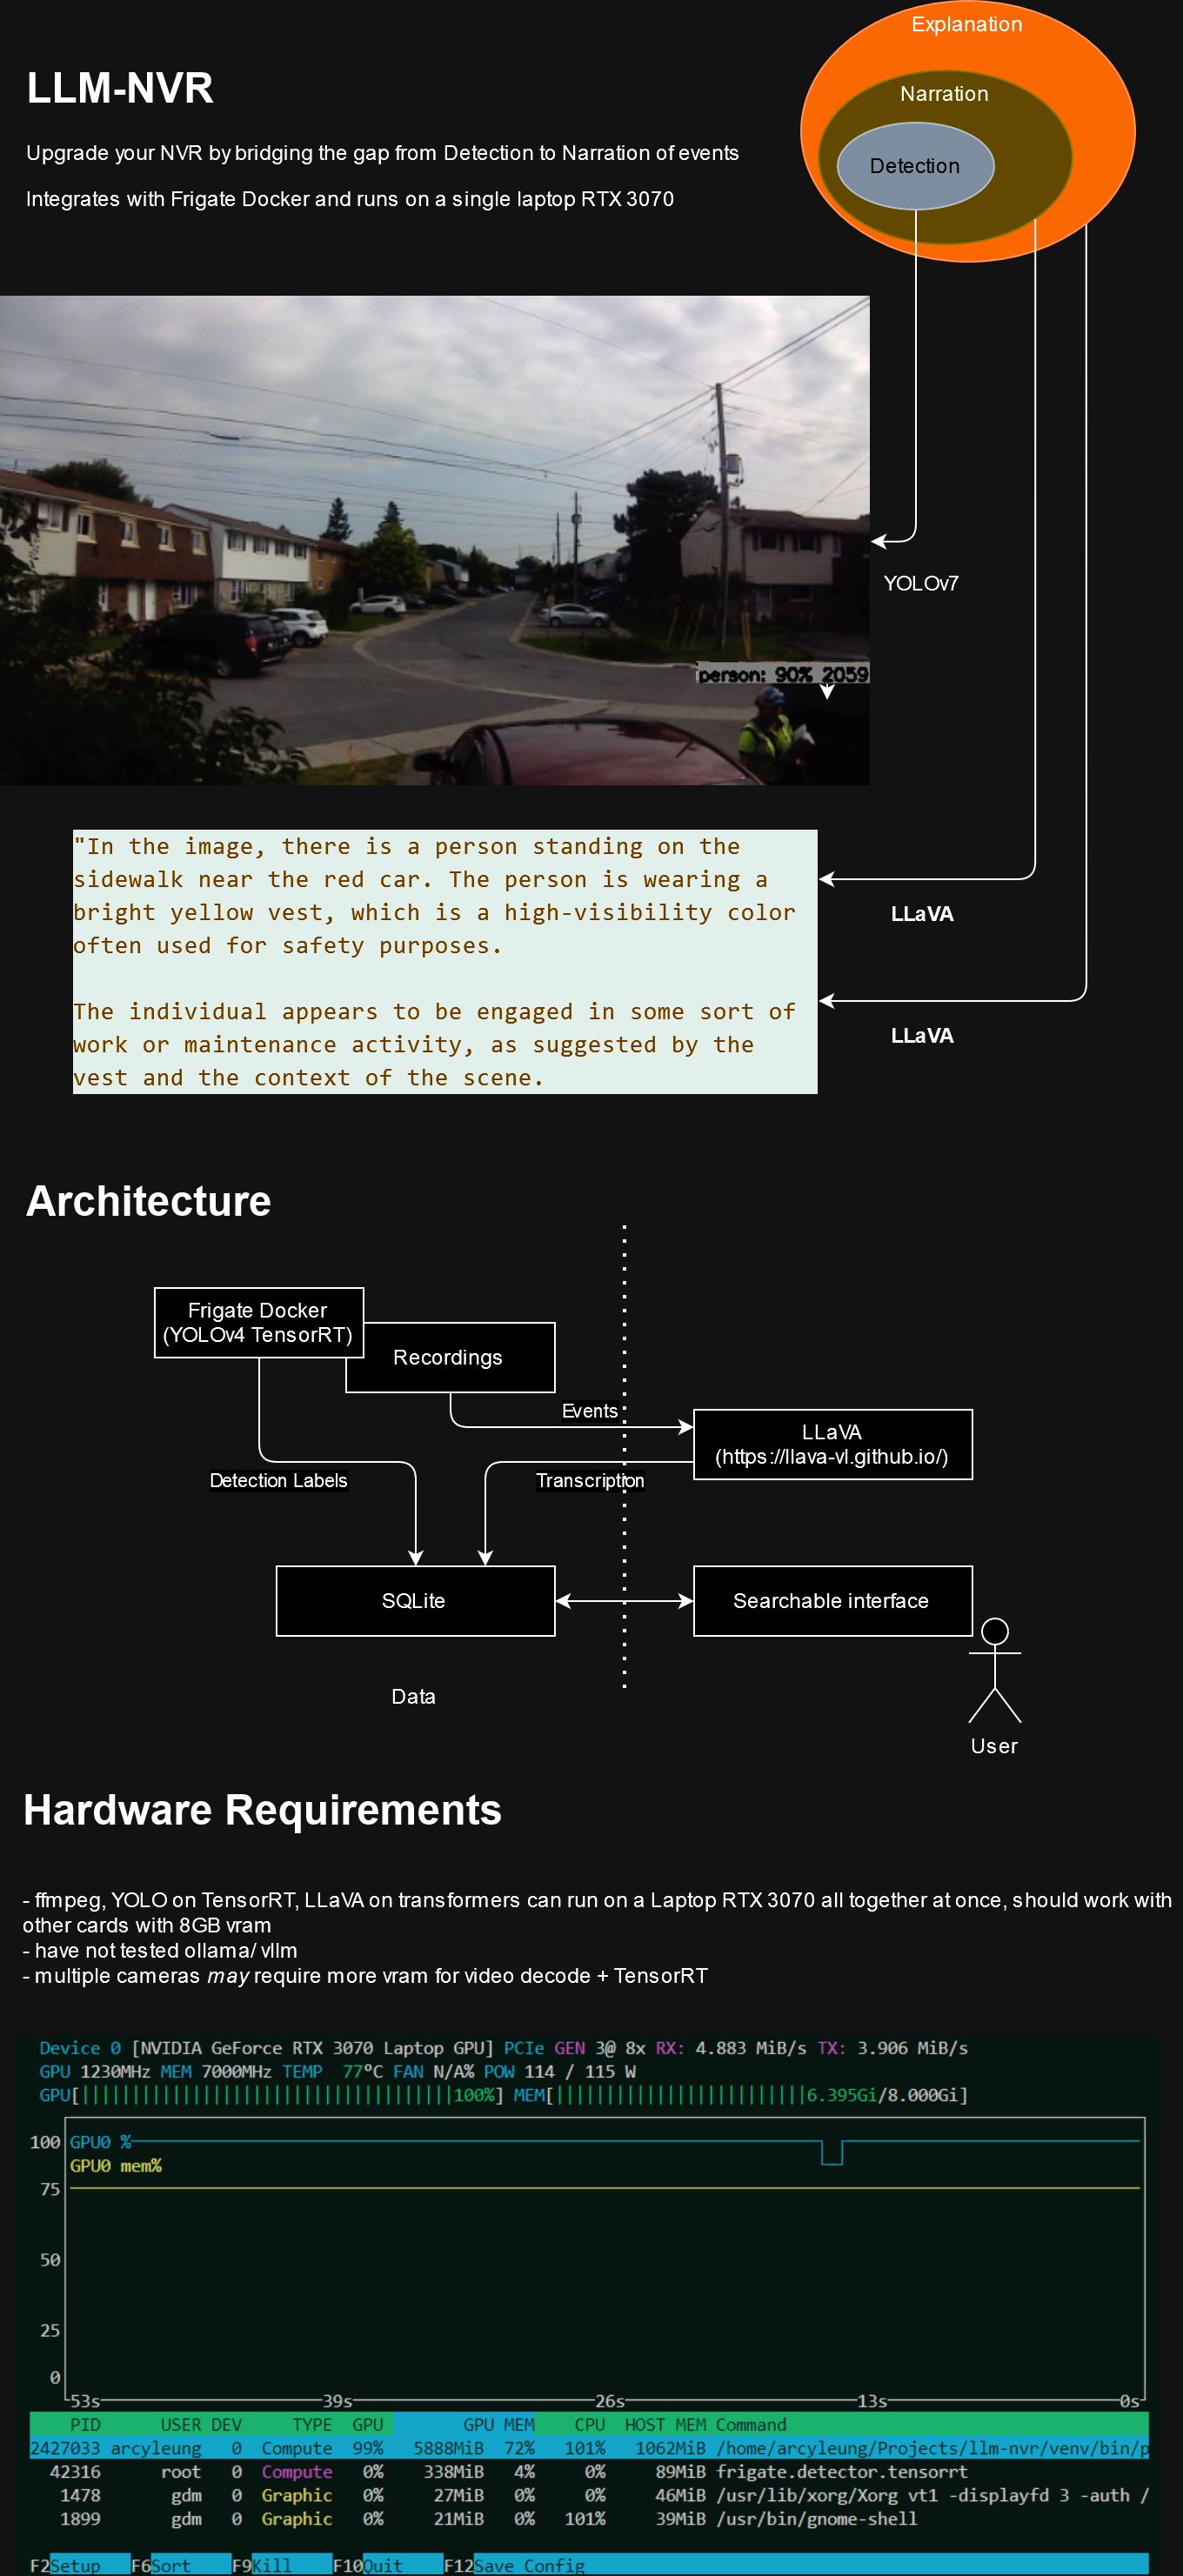 Explanation
Narration
Detection
LLM-NVR
Upgrade your NVR by bridging the gap from Detection to Narration of events
Integrates with Frigate Docker and runs on a single laptop RTX 3070
YOLOv7
person: 90% 2059
"In the image, there is a person standing on the
sidewalk near the red car. The person is wearing a
bright yellow vest, which is a high-visibility color
often used for safety purposes.
The individual appears to be engaged in some sort of
work or maintenance activity, as suggested by the
vest and the context of the scene.
LLaVA
LLaVA
Architecture
Frigate Docker
(YOLOv4 TensorRT)
Recordings
Events
LLaVA
(https://llava-vl.github.io/)
Detection Labels
Transcription
SQLite
Searchable interface
Data
User
Hardware Requirements
- ffmpeg, YOLO on TensorRT, LLaVA on transformers can run on a Laptop RTX 3070 all together at once, should work with
other cards with 8GB vram
- have not tested ollama/ vllm
- multiple cameras may require more vram for video decode + TensorRT
Device 0 [NVIDIA GeForce RTX 3070 Laptop GPU] PCIe GEN 3@ 8x RX: 4.883 MiB/s TX: 3.906 MiB/s
GPU 1230MHz MEM 7000MHz TEMP 77°C FAN N/A% POW 114 / 115 W
GPU[||||||||||||||||||||||||||||||||||||||100%] MEM[||||||||||||||||||||||||||6.395Gi/8.000Gi]
100 GPU0 %
GPU0 mem%
75
50
25
0
53s 39s 26s 13s 0s
PID USER DEV TYPE GPU GPU MEM CPU HOST MEM Command
2427033 arcyleung 0 Compute 99% 5888MiB 72% 101% 1062MiB /home/arcyleung/Projects/llm-nvr/venv/bin/p
42316 root 0 Compute 0% 338MiB 4% 0% 89MiB frigate.detector.tensorrt
1478 gdm 0 Graphic 0% 27MiB 0% 0% 46MiB /usr/lib/xorg/Xorg vt1 -displayfd 3 -auth /
1899 gdm 0 Graphic 0% 21MiB 0% 101% 39MiB /usr/bin/gnome-shell
F2Setup F6Sort F9Kill F10Quit F12Save Config